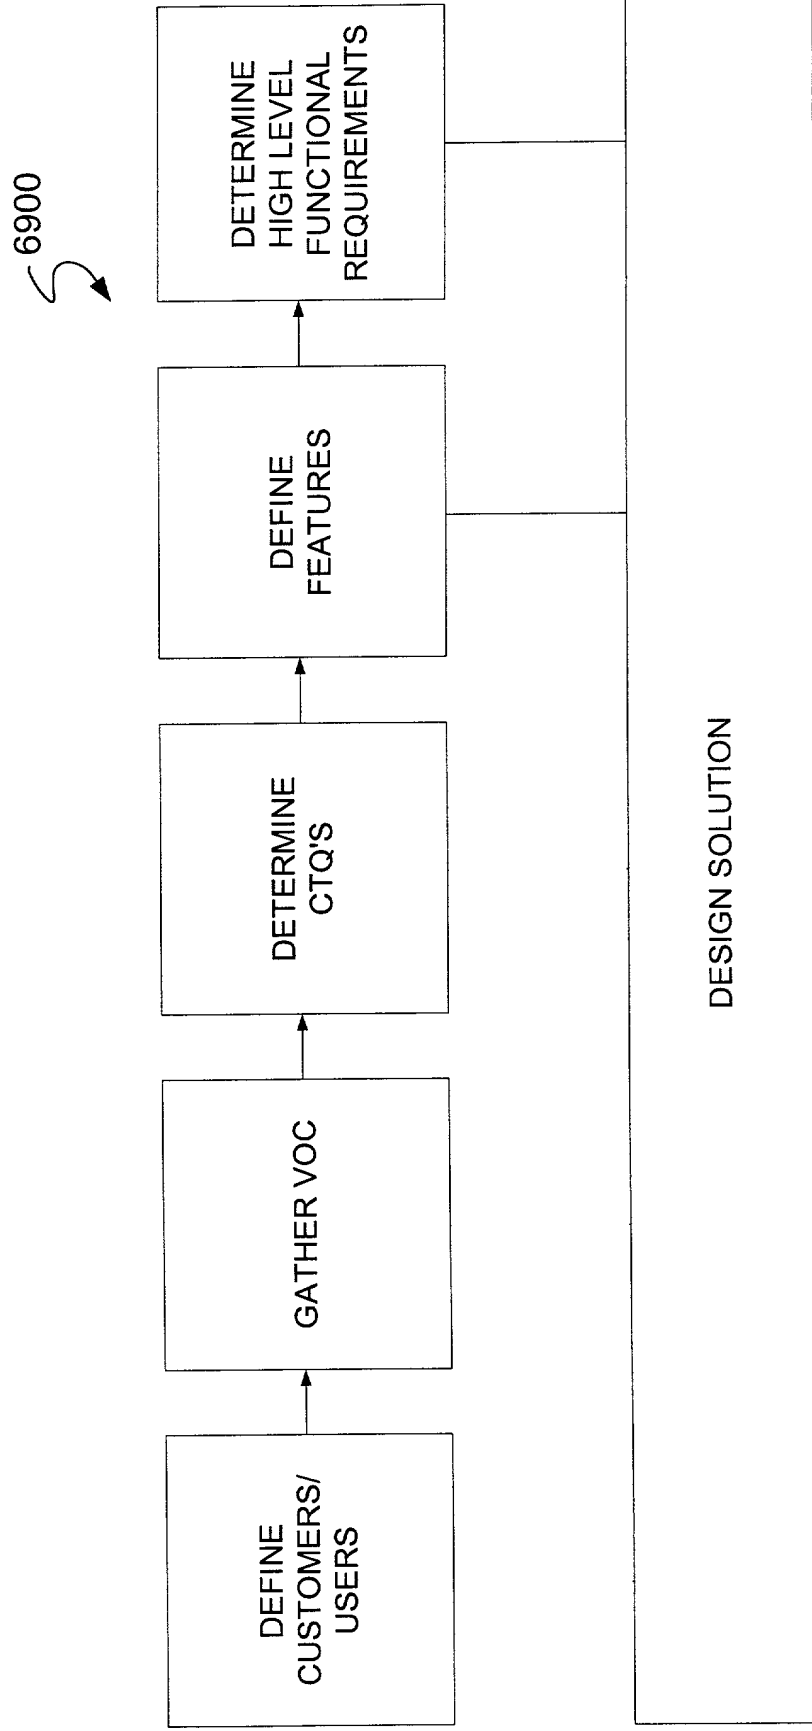 6900
DEFINE
CUSTOMERS/
USERS
GATHER VOC
DETERMINE
CTQ'S
DEFINE
FEATURES
DETERMINE
HIGH LEVEL
FUNCTIONAL
REQUIREMENTS
DESIGN SOLUTION